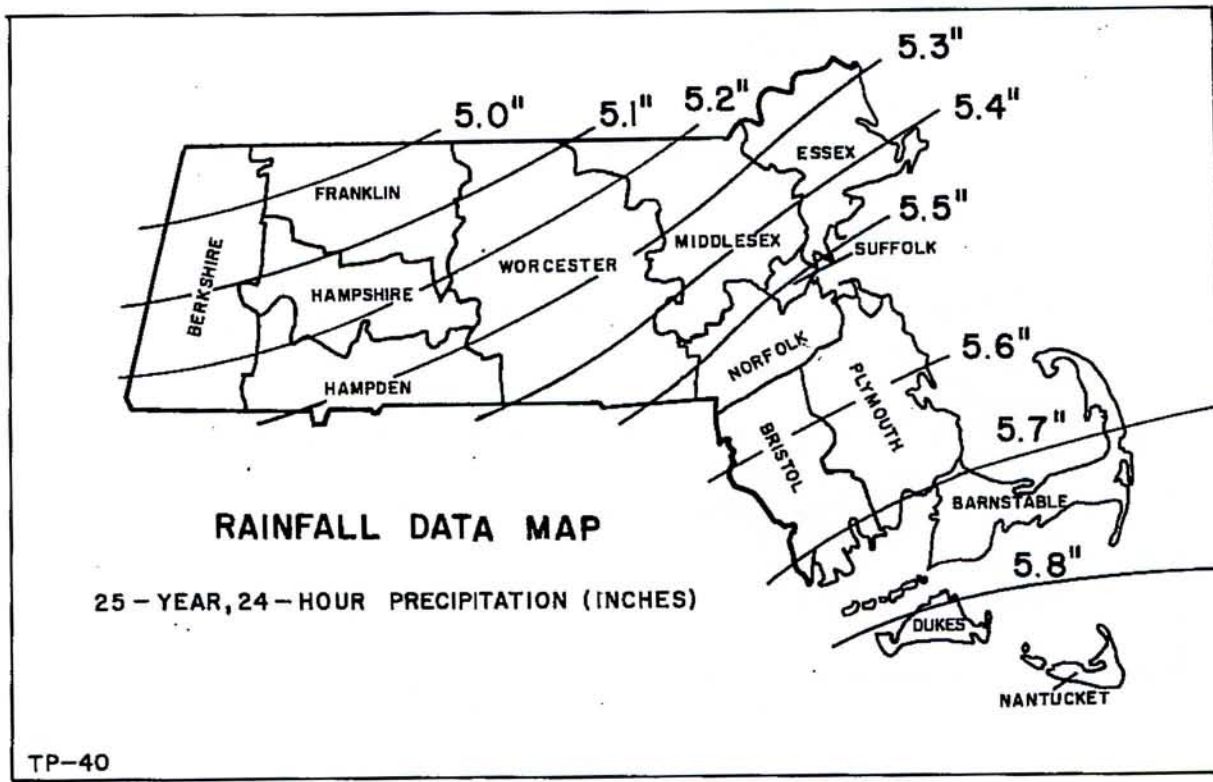 5.3"
5.0"
5.1"
5.2"
5.4"
ESSEX
FRANKLIN
5.5"
MIDDLESEX
SUFFOLK
WORCESTER
BERKSHIRE
HAMPSHIRE
NORFOLK
5.6"
HAMPDEN
PLYMOUTH
5.7"
BRISTOL
BARNSTABLE
RAINFALL DATA MAP
5.8"
25-YEAR, 24-HOUR PRECIPITATION (INCHES)
DUKES
NANTUCKET
TP-40